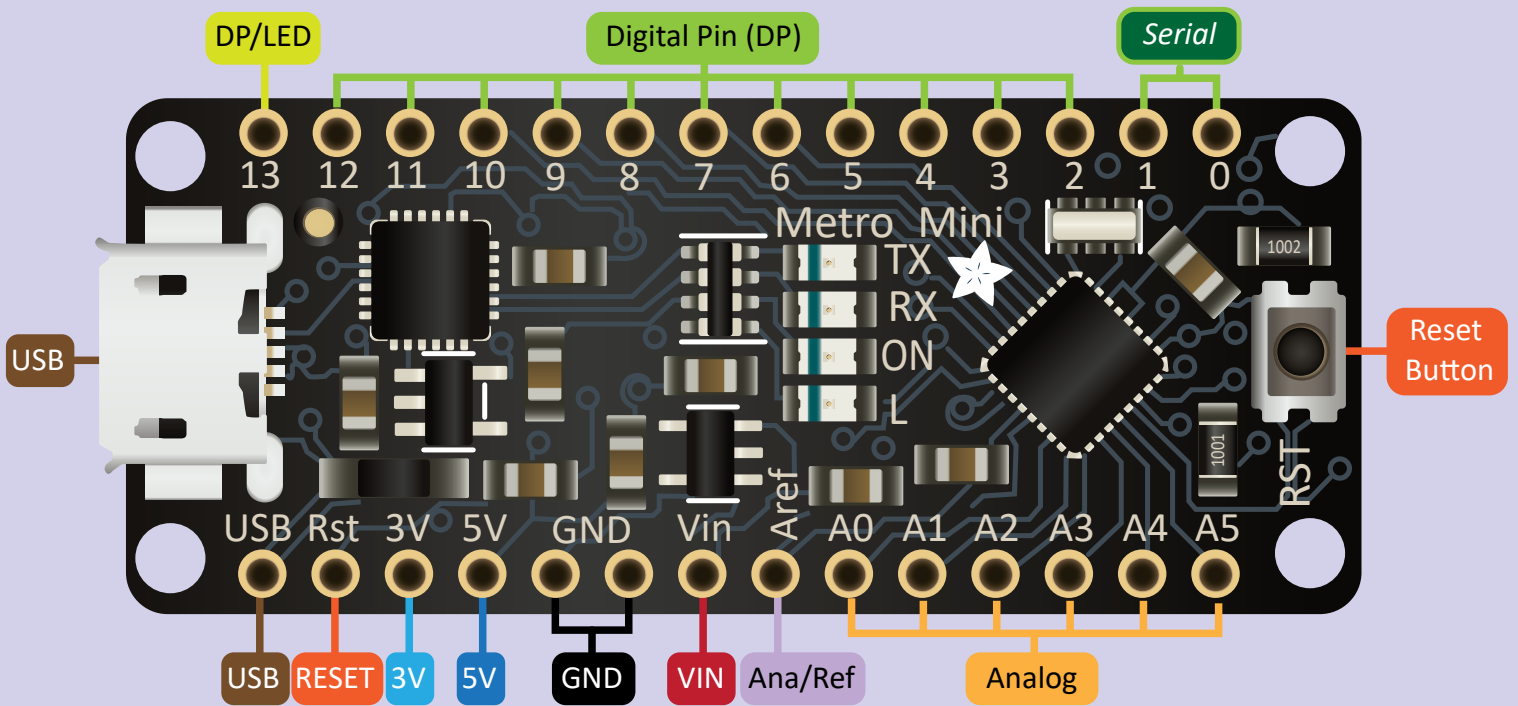 DP/LED
Digital Pin (DP)
Serial
13 12 11 10 9 8 7 6 5 4 3 2 1 0
Metro Mini
TX
RX
ON
L
1002
1001
USB
Reset
Button
RST
USB Rst 3V 5V GND Vin Aref A0 A1 A2 A3 A4 A5
USB RESET 3V 5V GND VIN Ana/Ref Analog